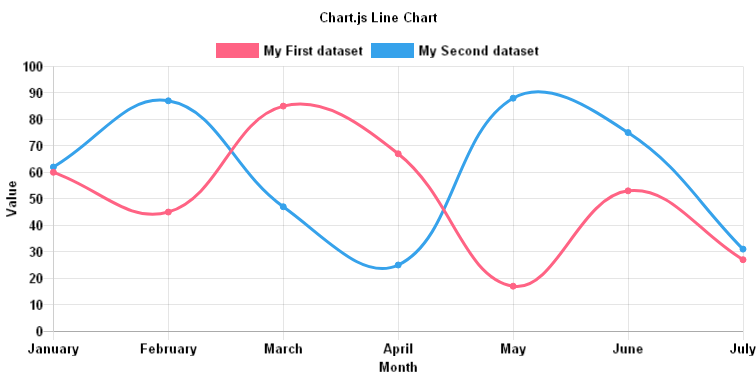 Chart.js Line Chart
My First dataset My Second dataset
100
90
80
70
60
50
40
30
20
10
0
Value
January February March April May June July
Month